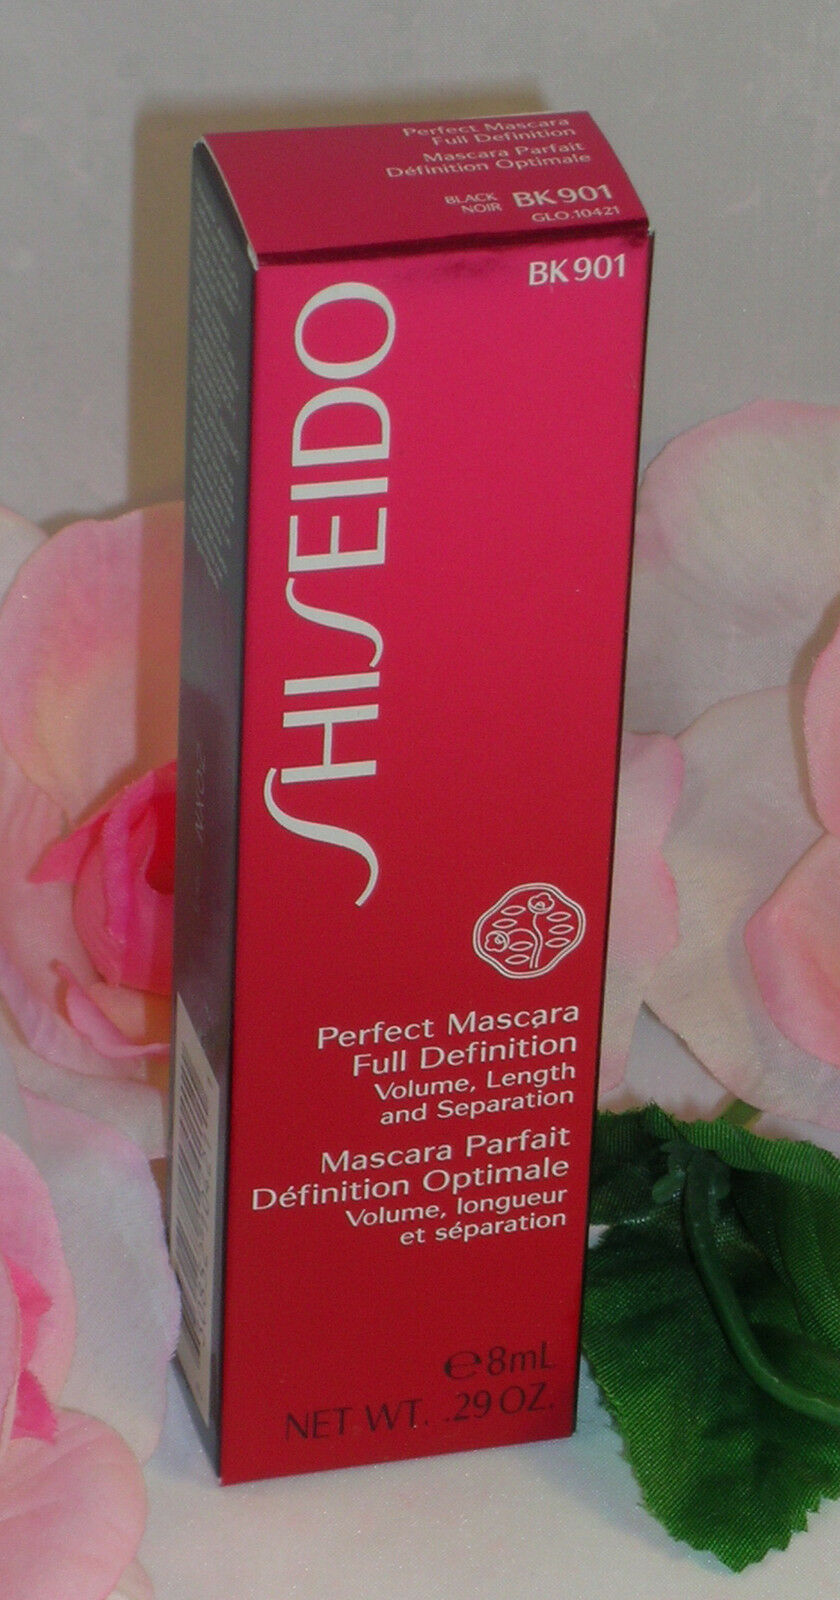 Perfect Mascara
Full Definition
Mascara Parfait
Définition Optimale
BLACK
NOIR
BK901
GLO.10421
BK901
SHISEIDO
Perfect Mascara
Full Definition
Volume, Length
and Separation
Mascara Parfait
Définition Optimale
Volume, longueur
et séparation
℮8mL
NET WT. .29 OZ.